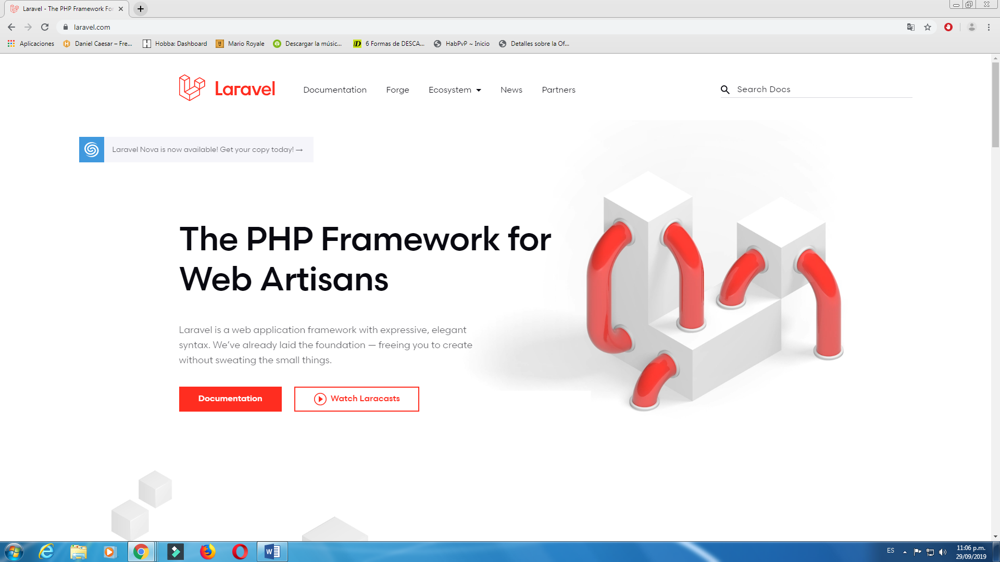 Laravel - The PHP Framework For
laravel.com
Aplicaciones
Daniel Caesar – Fre...
Hobba: Dashboard
Mario Royale
Descargar la músic...
6 Formas de DESCA...
HabPvP ~ Inicio
Detalles sobre la Of...
Laravel
Documentation
Forge
Ecosystem
News
Partners
Search Docs
Laravel Nova is now available! Get your copy today! →
The PHP Framework for
Web Artisans
Laravel is a web application framework with expressive, elegant
syntax. We’ve already laid the foundation — freeing you to create
without sweating the small things.
Documentation
Watch Laracasts
ES
11:06 p.m.
29/09/2019